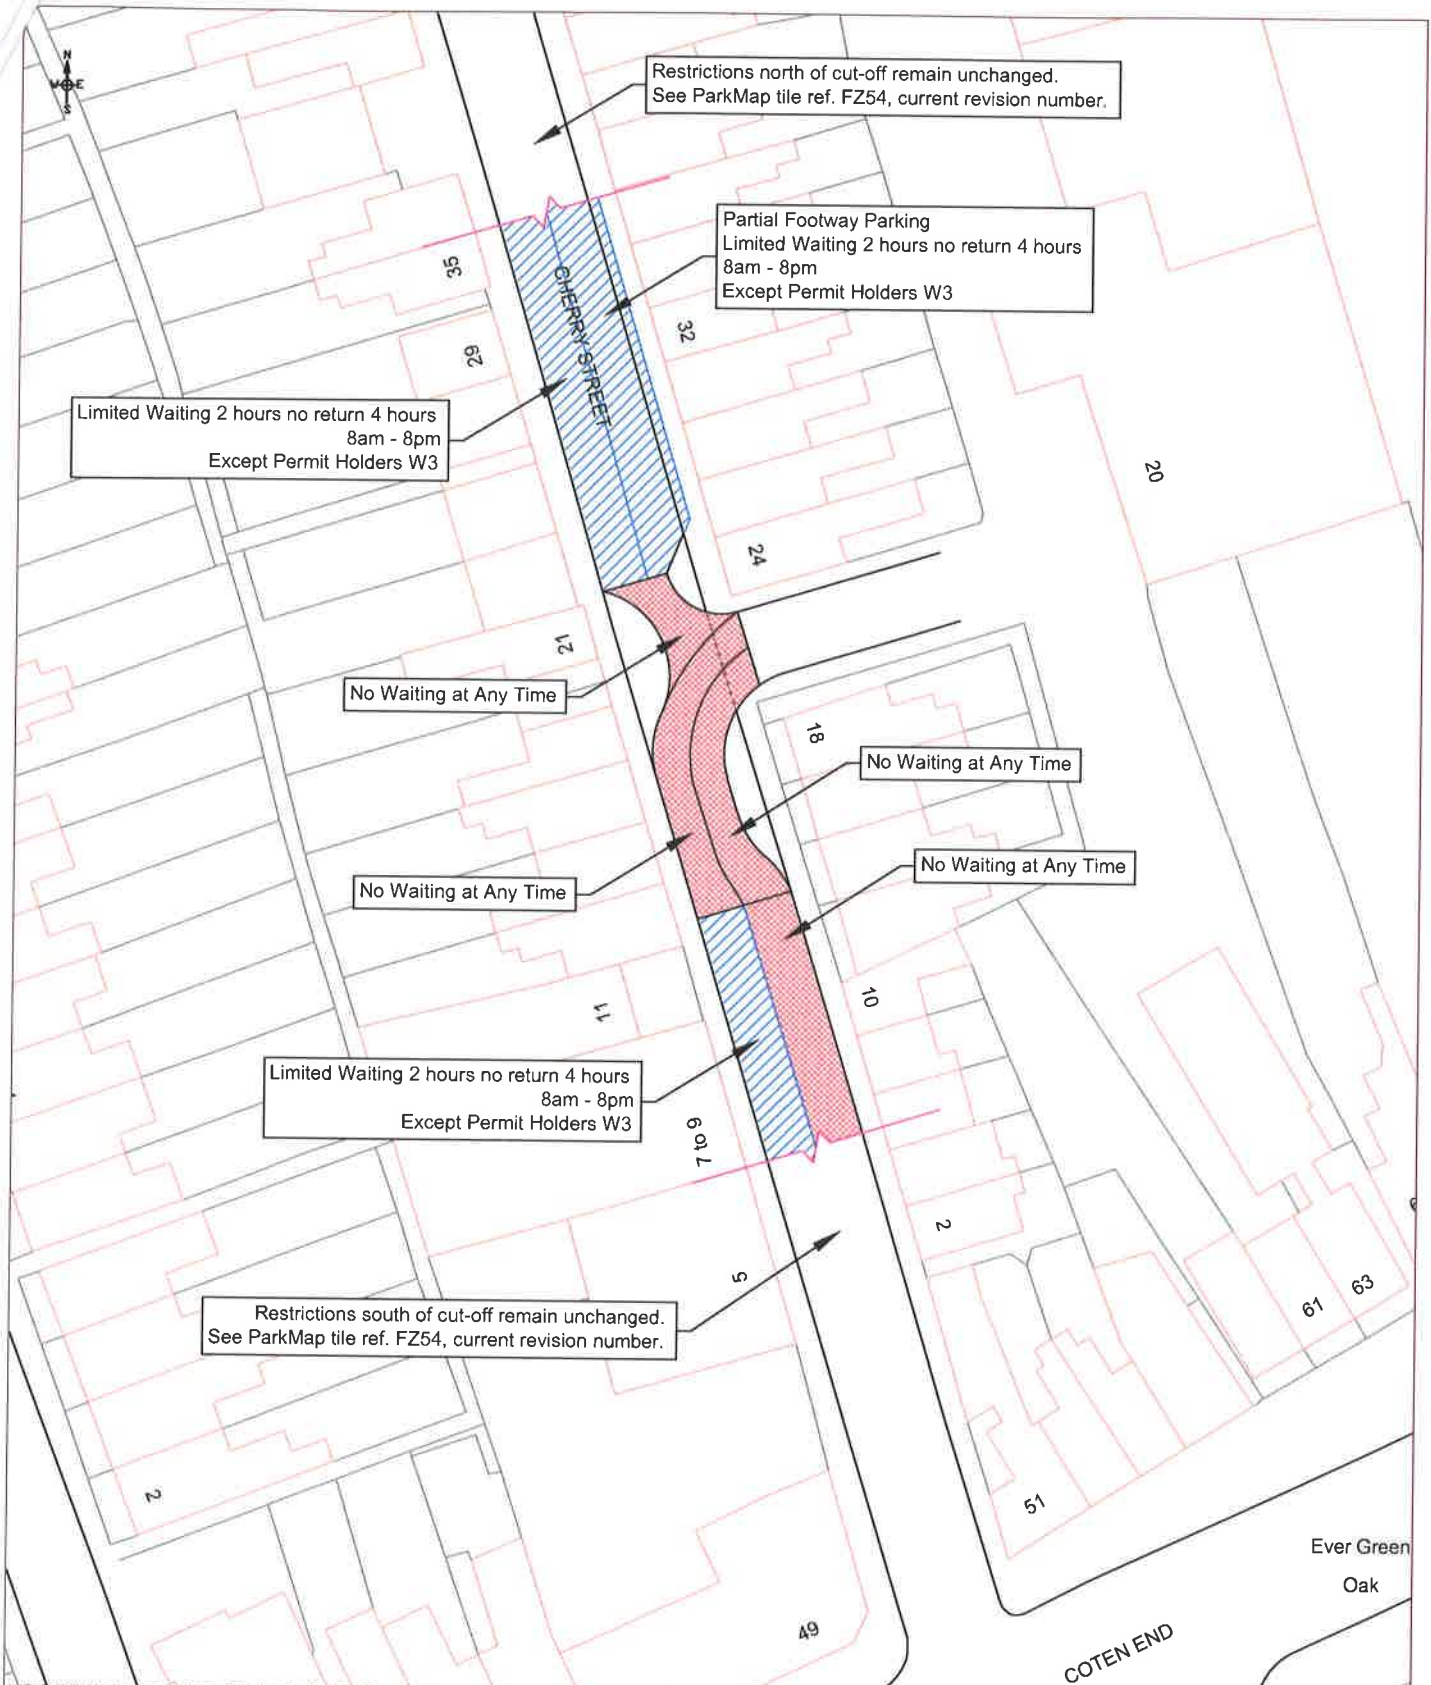 N
W E
S
Restrictions north of cut-off remain unchanged.
See ParkMap tile ref. FZ54, current revision number.
Partial Footway Parking
Limited Waiting 2 hours no return 4 hours
8am - 8pm
Except Permit Holders W3
35
CHERRY STREET
32
29
Limited Waiting 2 hours no return 4 hours
8am - 8pm
Except Permit Holders W3
20
24
21
No Waiting at Any Time
18
No Waiting at Any Time
No Waiting at Any Time
No Waiting at Any Time
10
11
Limited Waiting 2 hours no return 4 hours
8am - 8pm
Except Permit Holders W3
7 to 9
2
5
Restrictions south of cut-off remain unchanged.
See ParkMap tile ref. FZ54, current revision number.
61
63
2
51
Ever Green
Oak
49
COTEN END